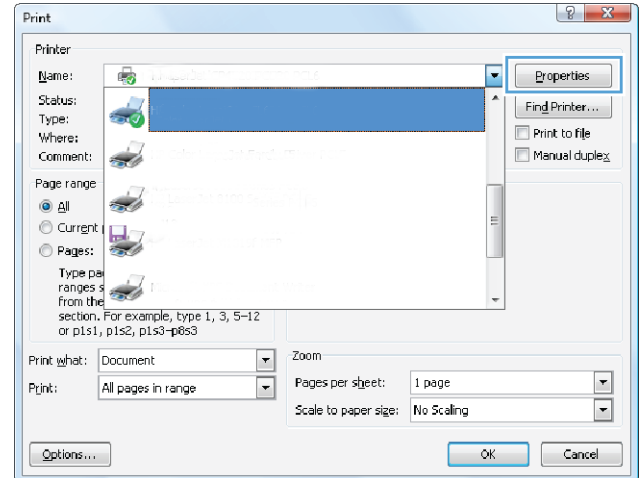 Print
Printer
Name:
Properties
Status:
Find Printer...
Type:
Print to file
Where:
Comment:
Manual duplex
Page range
All
Current
Pages:
Type
ranges
from the
section. For example, type 1, 3, 5–12
or p1s1, p1s2, p1s3–p8s3
Print what: Document
Print: All pages in range
Zoom
Pages per sheet: 1 page
Scale to paper size: No Scaling
Options...
OK
Cancel